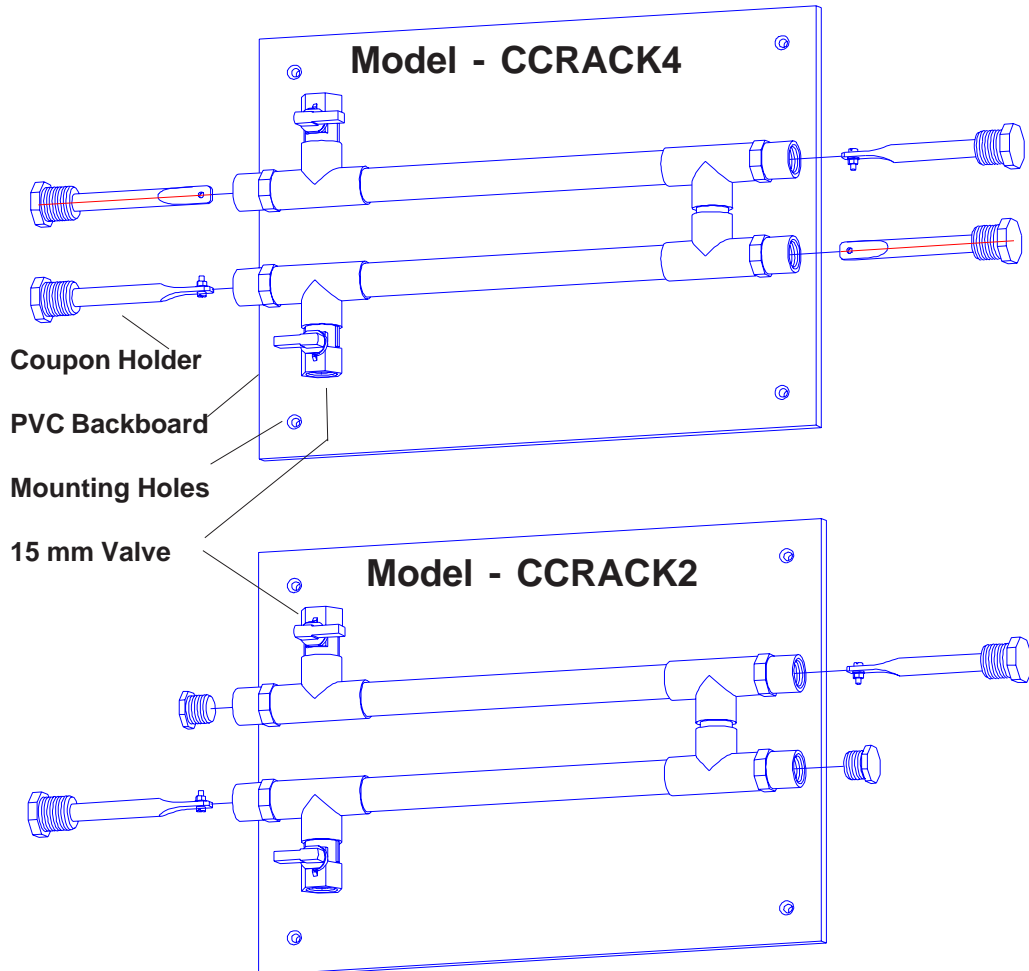 Model - CCRACK4
Coupon Holder
PVC Backboard
Mounting Holes
15 mm Valve
Model - CCRACK2